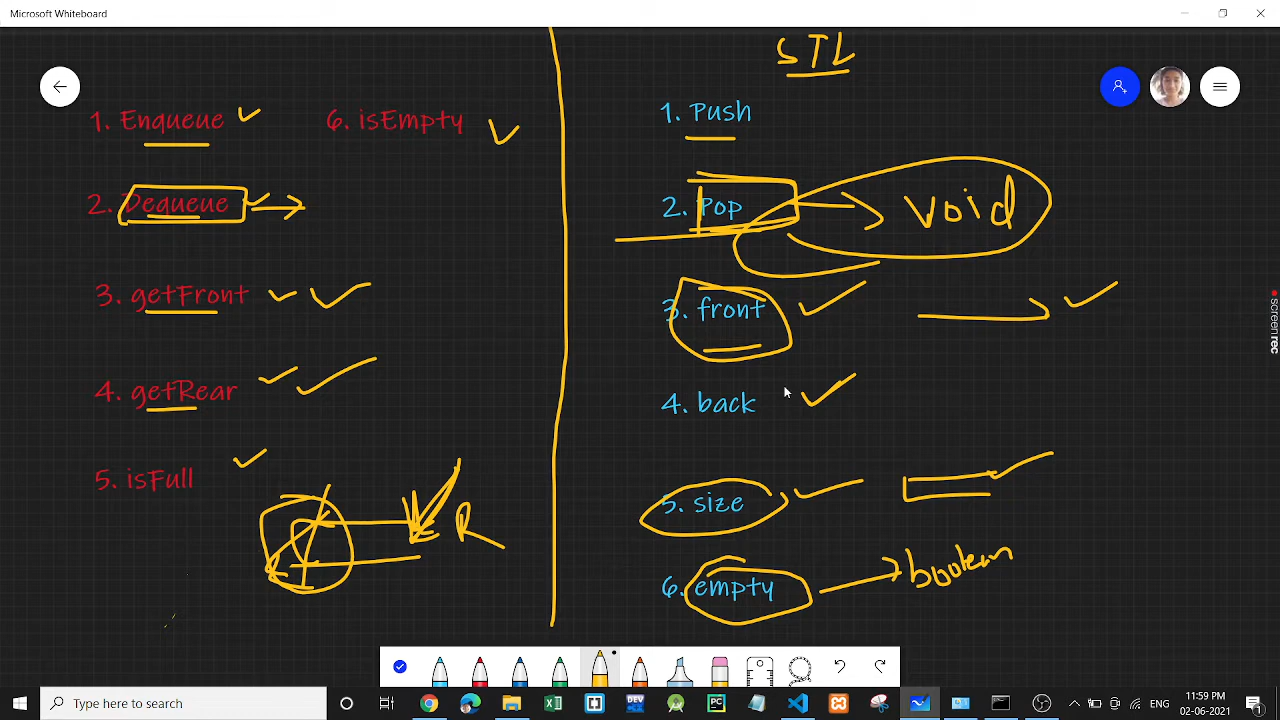 Microsoft Whiteboard
STL
1. Enqueue
6. isEmpty
2. Dequeue
3. getFront
4. getRear
5. isFull
R
1. Push
2. Pop
void
3. front
4. back
5. size
6. empty
boolean
screenrec
Type here to search
ENG
11:59 PM
02-06-2021